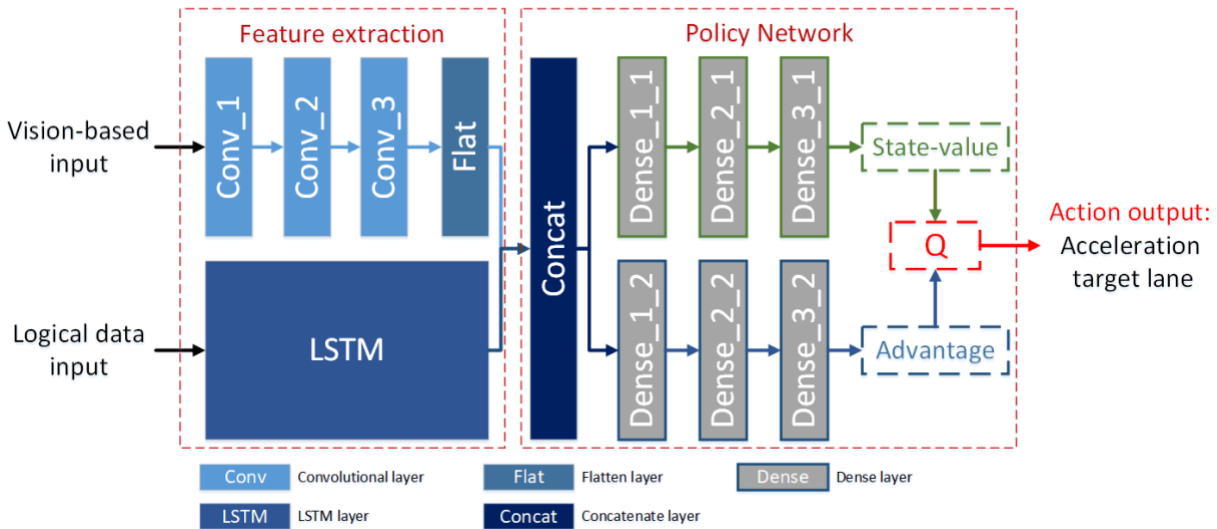 Feature extraction
Policy Network
Vision-based
input
Conv_1
Conv_2
Conv_3
Flat
Logical data
input
LSTM
Concat
Dense_1_1
Dense_2_1
Dense_3_1
State-value
Dense_1_2
Dense_2_2
Dense_3_2
Advantage
Q
Action output:
Acceleration
target lane
Conv Convolutional layer
Flat Flatten layer
Dense Dense layer
LSTM LSTM layer
Concat Concatenate layer